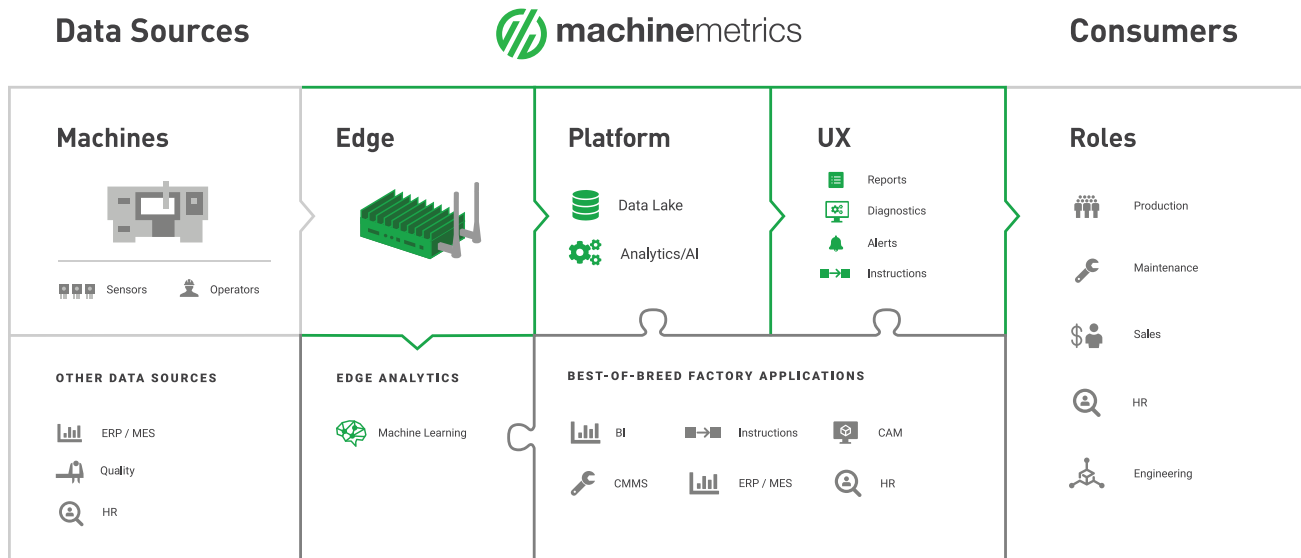 Data Sources
machinemetrics
Consumers
Machines
Sensors
Operators
Edge
Platform
Data Lake
Analytics/AI
UX
Reports
Diagnostics
Alerts
Instructions
Roles
Production
Maintenance
Sales
HR
Engineering
OTHER DATA SOURCES
ERP / MES
Quality
HR
EDGE ANALYTICS
Machine Learning
BEST-OF-BREED FACTORY APPLICATIONS
BI
Instructions
CAM
CMMS
ERP / MES
HR